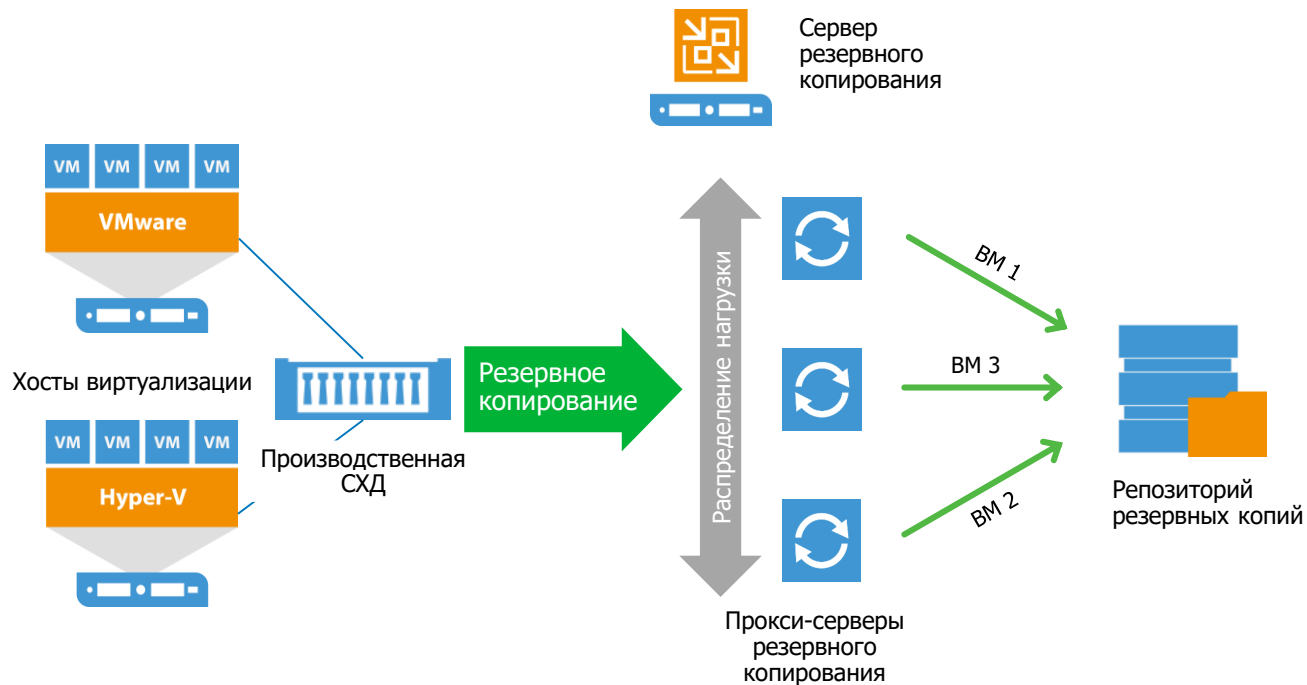 Сервер
резервного
копирования
VM VM VM VM
VMware
Хосты виртуализации
VM VM VM VM
Hyper-V
Производственная
СХД
Резервное
копирование
Распределение нагрузки
ВМ 1
ВМ 3
ВМ 2
Прокси-серверы
резервного
копирования
Репозиторий
резервных копий